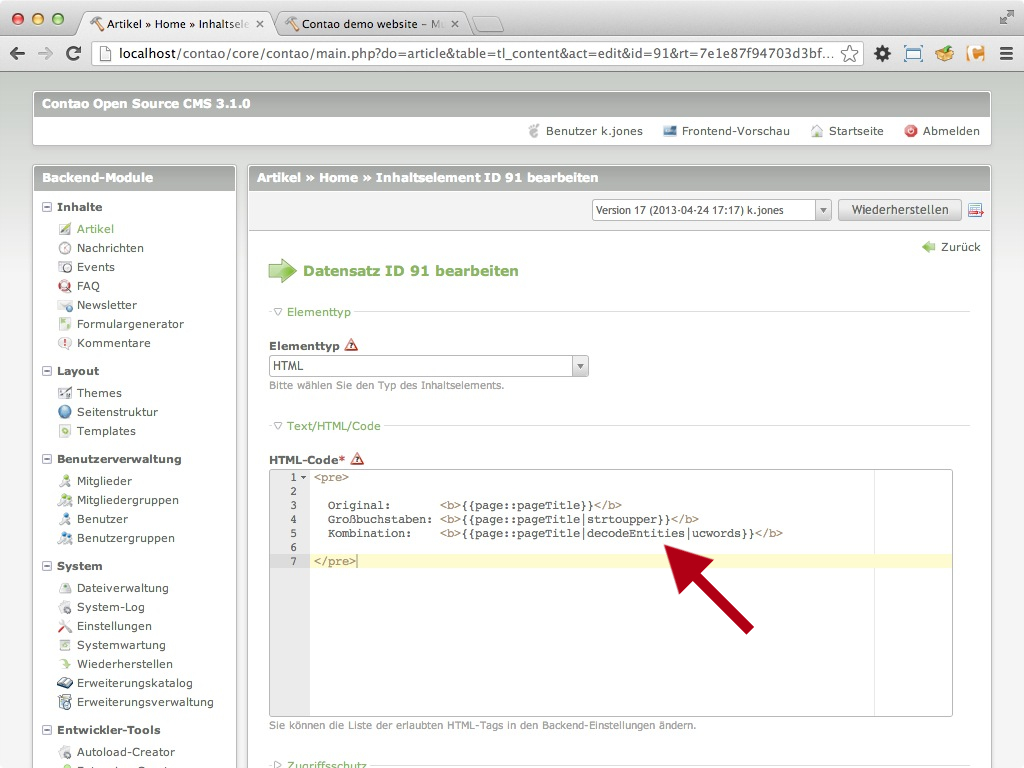 Artikel » Home » Inhaltsele
Contao demo website – M
localhost/contao/core/contao/main.php?do=article&table=tl_content&act=edit&id=91&rt=7e1e87f94703d3bf...
Contao Open Source CMS 3.1.0
Benutzer k.jones Frontend-Vorschau Startseite Abmelden
Backend-Module
Inhalte
Artikel
Nachrichten
Events
FAQ
Newsletter
Formulargenerator
Kommentare
Layout
Themes
Seitenstruktur
Templates
Benutzerverwaltung
Mitglieder
Mitgliedergruppen
Benutzer
Benutzergruppen
System
Dateiverwaltung
System-Log
Einstellungen
Systemwartung
Wiederherstellen
Erweiterungskatalog
Erweiterungsverwaltung
Entwickler-Tools
Autoload-Creator
Artikel » Home » Inhaltselement ID 91 bearbeiten
Version 17 (2013-04-24 17:17) k.jones Wiederherstellen
Zurück
Datensatz ID 91 bearbeiten
Elementtyp
Elementtyp
HTML
Bitte wählen Sie den Typ des Inhaltselements.
Text/HTML/Code
HTML-Code*
1 <pre>
2
3 Original: <b>{{page::pageTitle}}</b>
4 Großbuchstaben: <b>{{page::pageTitle|strtoupper}}</b>
5 Kombination: <b>{{page::pageTitle|decodeEntities|ucwords}}</b>
6
7 </pre>
Sie können die Liste der erlaubten HTML-Tags in den Backend-Einstellungen ändern.
Zugriffsschutz